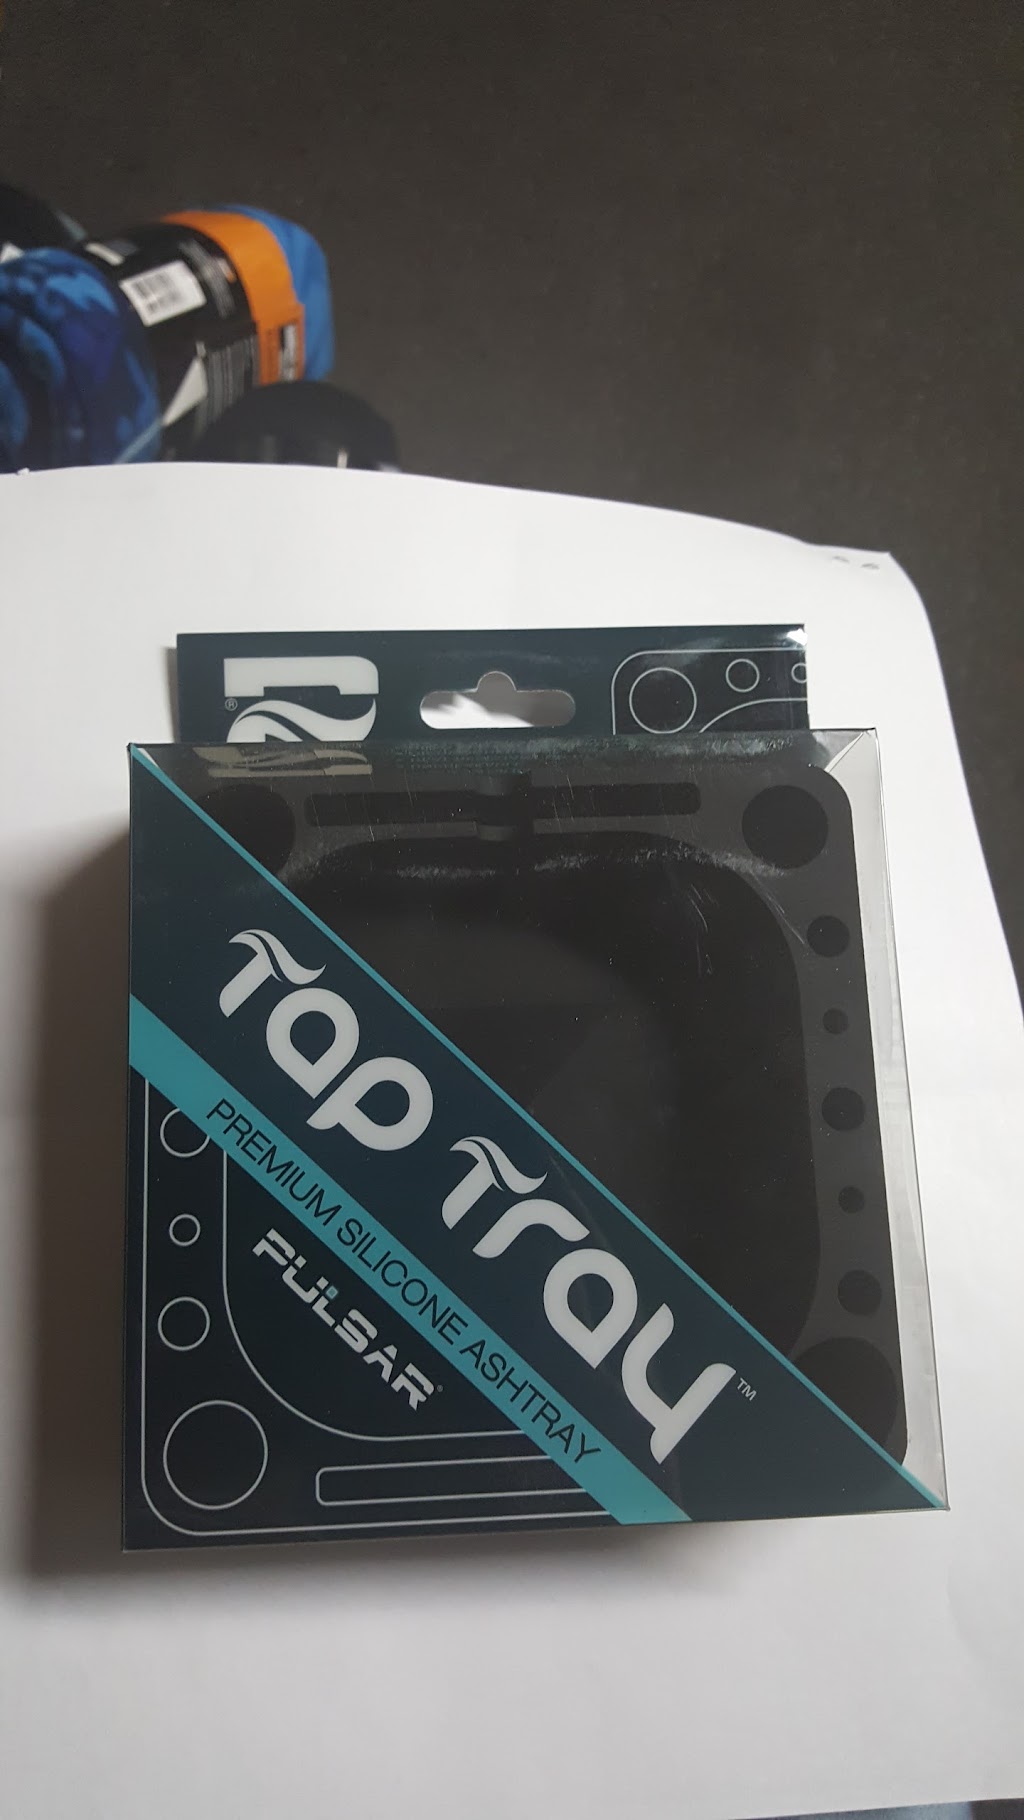 ®
Tap Tray™
PREMIUM SILICONE ASHTRAY
PULSAR®